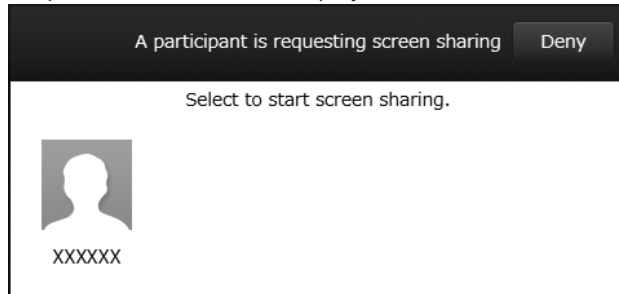 A participant is requesting screen sharing Deny
Select to start screen sharing.
XXXXXX